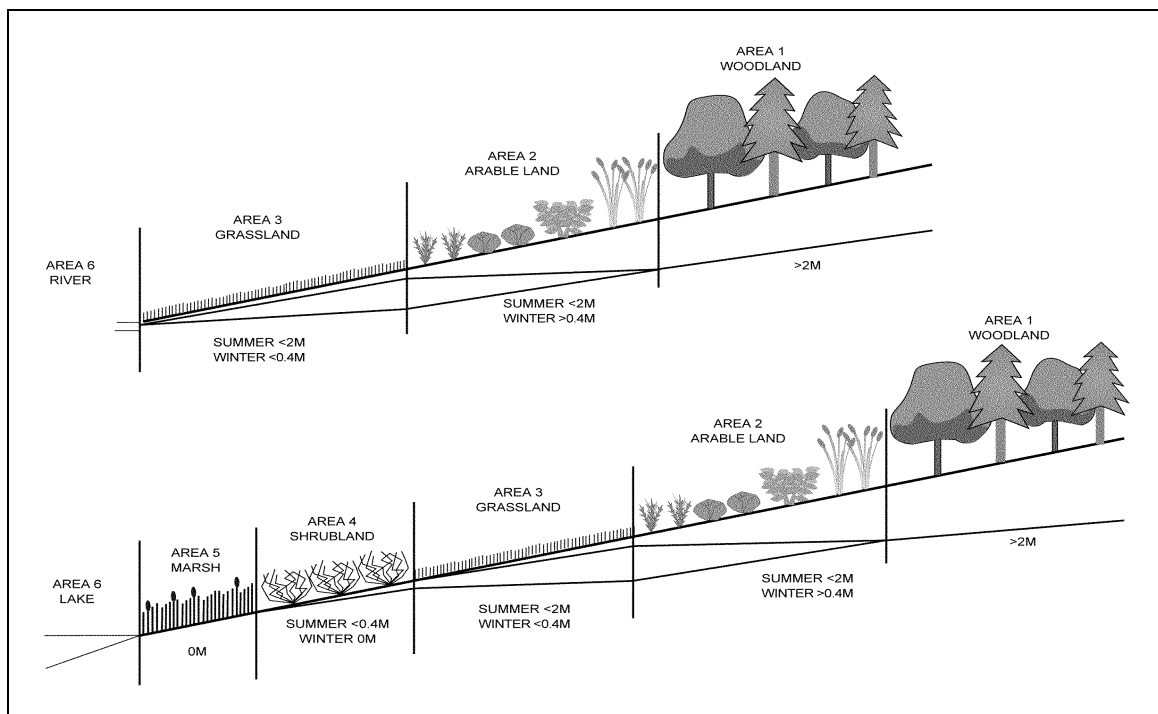 AREA 1
WOODLAND
AREA 2
ARABLE LAND
AREA 3
GRASSLAND
AREA 6
RIVER
>2M
SUMMER <2M
WINTER >0.4M
SUMMER <2M
WINTER <0.4M
AREA 1
WOODLAND
AREA 2
ARABLE LAND
AREA 3
GRASSLAND
AREA 4
SHRUBLAND
AREA 5
MARSH
AREA 6
LAKE
>2M
SUMMER <2M
WINTER >0.4M
SUMMER <2M
WINTER <0.4M
SUMMER <0.4M
WINTER 0M
0M